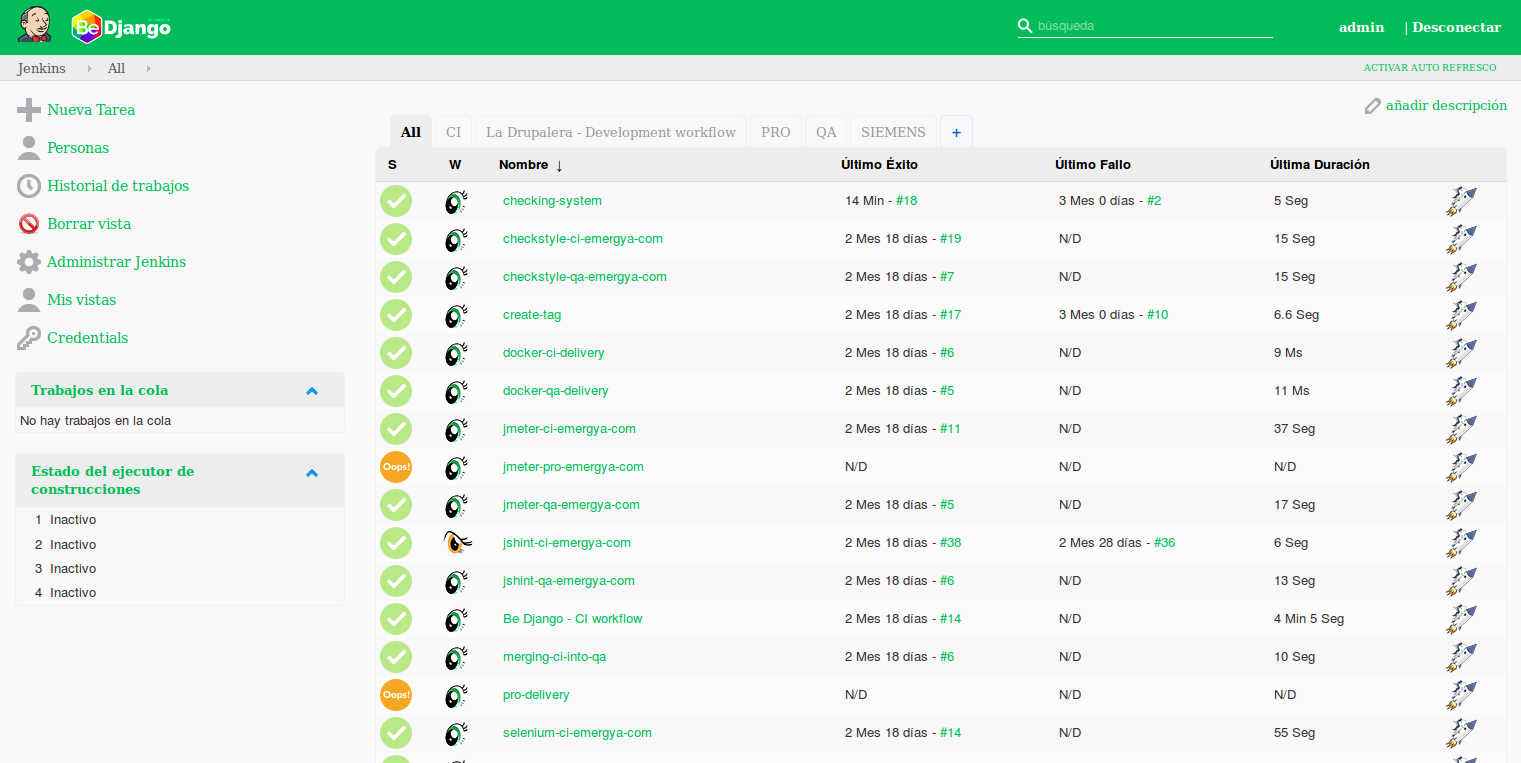 Be Django
búsqueda
admin | Desconectar
Jenkins All
ACTIVAR AUTO REFRESCO
Nueva Tarea
Personas
Historial de trabajos
Borrar vista
Administrar Jenkins
Mis vistas
Credentials
Trabajos en la cola
No hay trabajos en la cola
Estado del ejecutor de
construcciones
1 Inactivo
2 Inactivo
3 Inactivo
4 Inactivo
añadir descripción
All CI La Drupalera - Development workflow PRO QA SIEMENS +
S W Nombre ↓ Último Éxito Último Fallo Última Duración
checking-system 14 Min - #18 3 Mes 0 días - #2 5 Seg
checkstyle-ci-emergya-com 2 Mes 18 días - #19 N/D 15 Seg
checkstyle-qa-emergya-com 2 Mes 18 días - #7 N/D 15 Seg
create-tag 2 Mes 18 días - #17 3 Mes 0 días - #10 6.6 Seg
docker-ci-delivery 2 Mes 18 días - #6 N/D 9 Ms
docker-qa-delivery 2 Mes 18 días - #5 N/D 11 Ms
jmeter-ci-emergya-com 2 Mes 18 días - #11 N/D 37 Seg
Oops! jmeter-pro-emergya-com N/D N/D N/D
jmeter-qa-emergya-com 2 Mes 18 días - #5 N/D 17 Seg
jshint-ci-emergya-com 2 Mes 18 días - #38 2 Mes 28 días - #36 6 Seg
jshint-qa-emergya-com 2 Mes 18 días - #6 N/D 13 Seg
Be Django - CI workflow 2 Mes 18 días - #14 N/D 4 Min 5 Seg
merging-ci-into-qa 2 Mes 18 días - #6 N/D 10 Seg
Oops! pro-delivery N/D N/D N/D
selenium-ci-emergya-com 2 Mes 18 días - #14 N/D 55 Seg